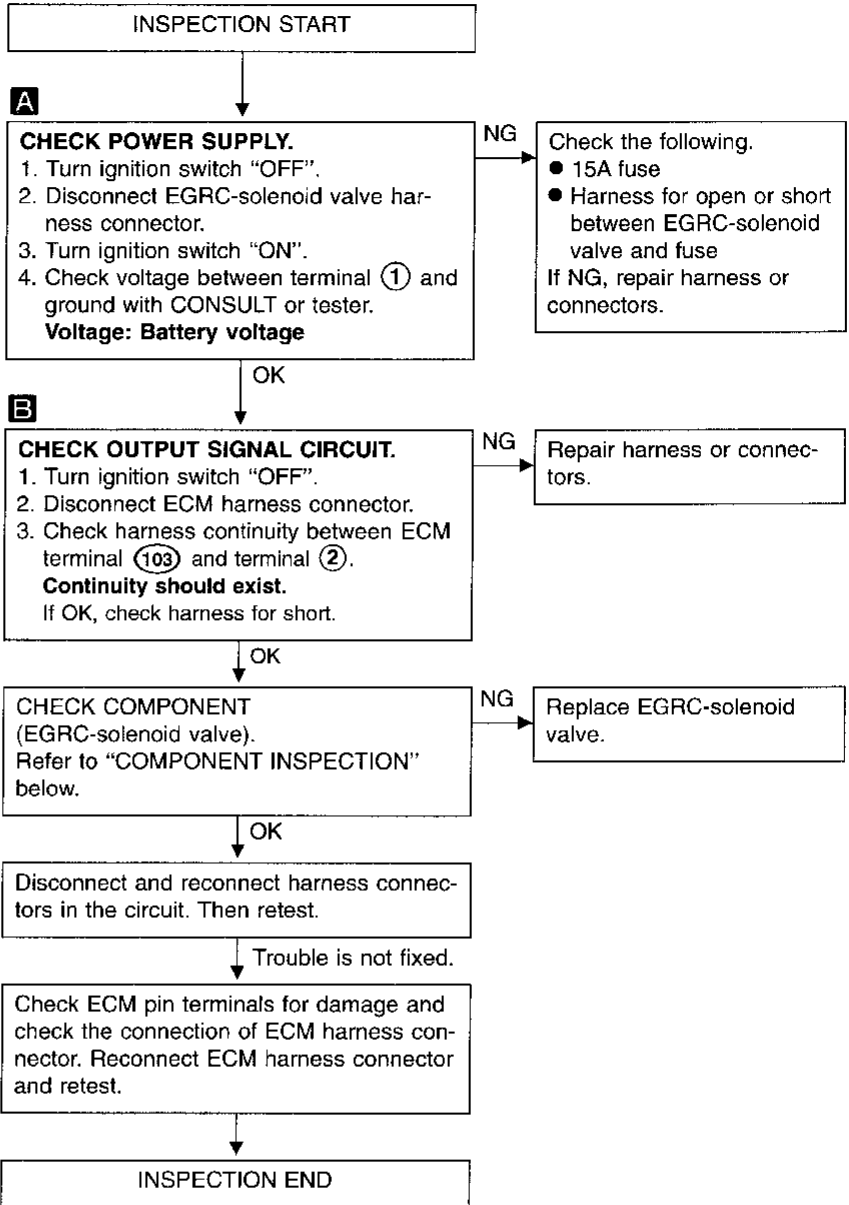 INSPECTION START
A
CHECK POWER SUPPLY.
1. Turn ignition switch “OFF”.
2. Disconnect EGRC-solenoid valve har-
ness connector.
3. Turn ignition switch “ON”.
4. Check voltage between terminal ① and
ground with CONSULT or tester.
Voltage: Battery voltage
NG
Check the following.
● 15A fuse
● Harness for open or short
between EGRC-solenoid
valve and fuse
If NG, repair harness or
connectors.
OK
B
CHECK OUTPUT SIGNAL CIRCUIT.
1. Turn ignition switch “OFF”.
2. Disconnect ECM harness connector.
3. Check harness continuity between ECM
terminal (103) and terminal ②.
Continuity should exist.
If OK, check harness for short.
NG
Repair harness or connec-
tors.
OK
CHECK COMPONENT
(EGRC-solenoid valve).
Refer to “COMPONENT INSPECTION”
below.
NG
Replace EGRC-solenoid
valve.
OK
Disconnect and reconnect harness connec-
tors in the circuit. Then retest.
Trouble is not fixed.
Check ECM pin terminals for damage and
check the connection of ECM harness con-
nector. Reconnect ECM harness connector
and retest.
INSPECTION END